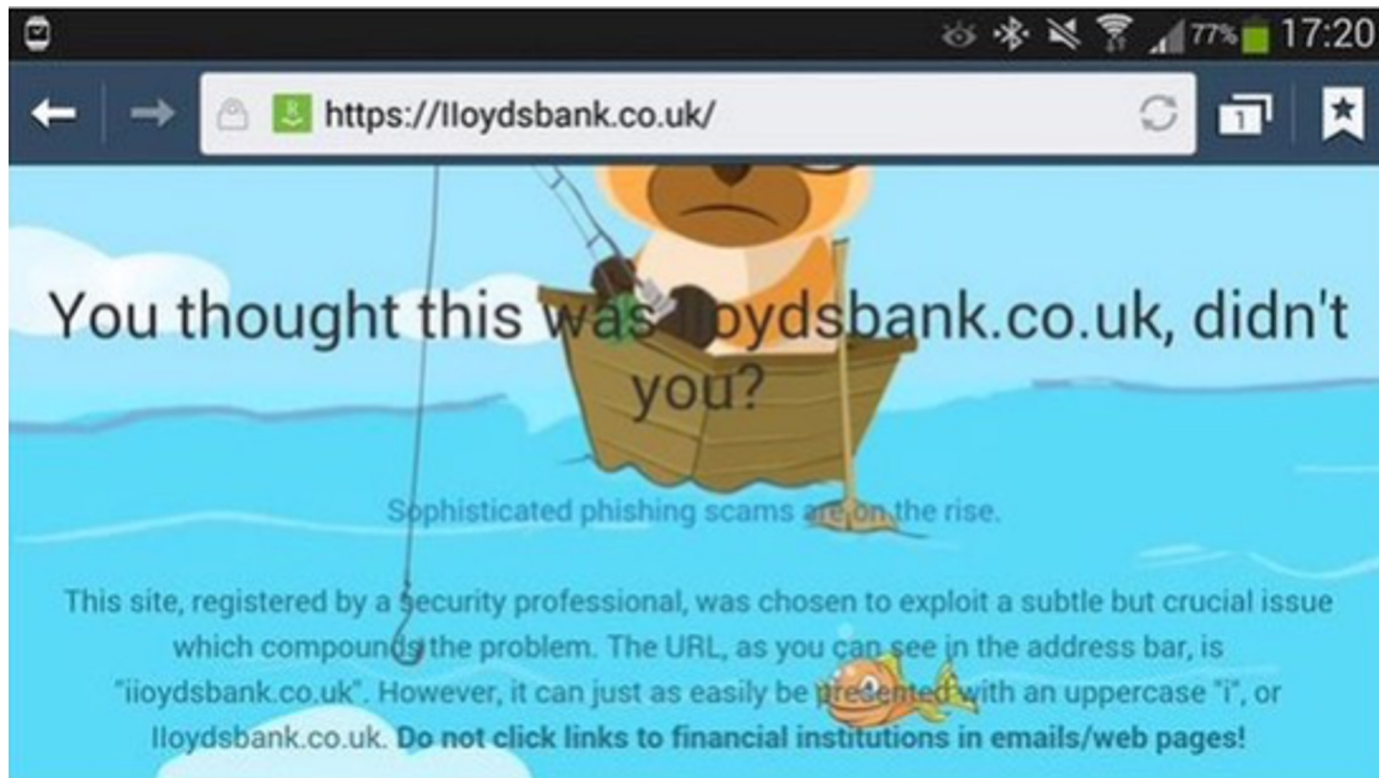 77% 17:20
https://lloydsbank.co.uk/
1
You thought this was lloydsbank.co.uk, didn't
you?
Sophisticated phishing scams are on the rise.
This site, registered by a security professional, was chosen to exploit a subtle but crucial issue
which compounds the problem. The URL, as you can see in the address bar, is
"iioydsbank.co.uk". However, it can just as easily be presented with an uppercase "i", or
IIoydsbank.co.uk. Do not click links to financial institutions in emails/web pages!